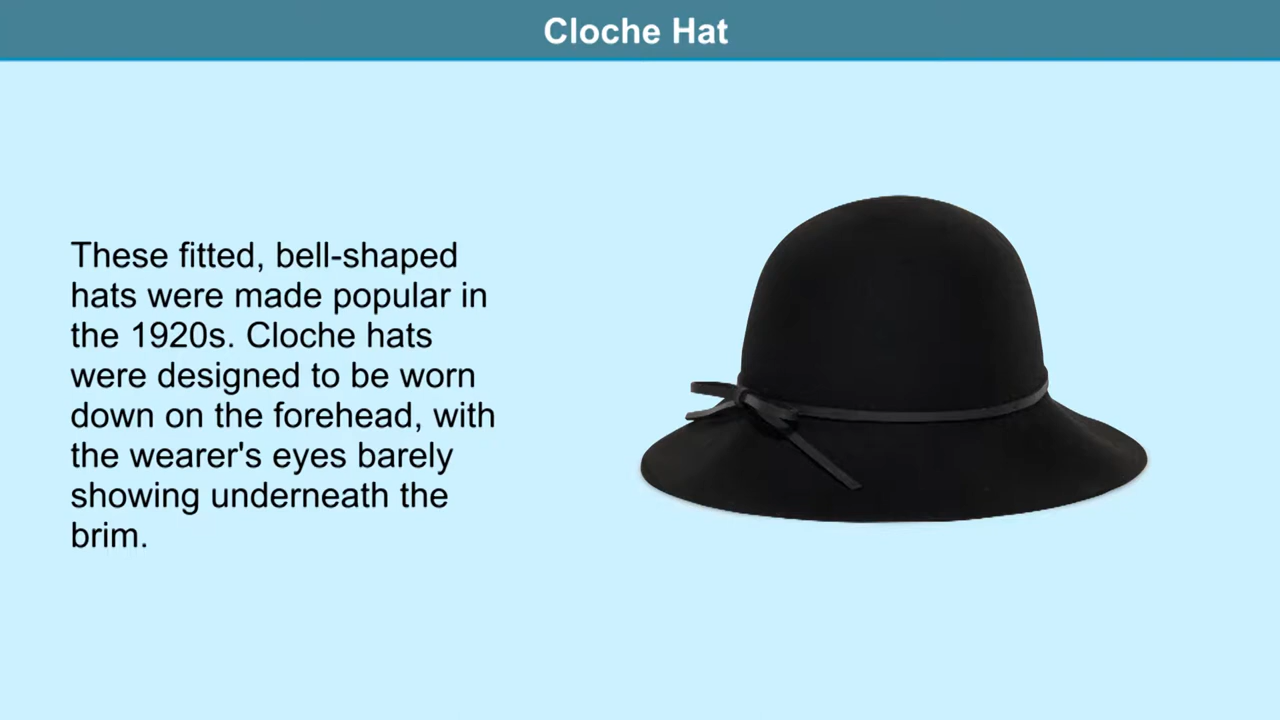 Cloche Hat
These fitted, bell-shaped
hats were made popular in
the 1920s. Cloche hats
were designed to be worn
down on the forehead, with
the wearer's eyes barely
showing underneath the
brim.